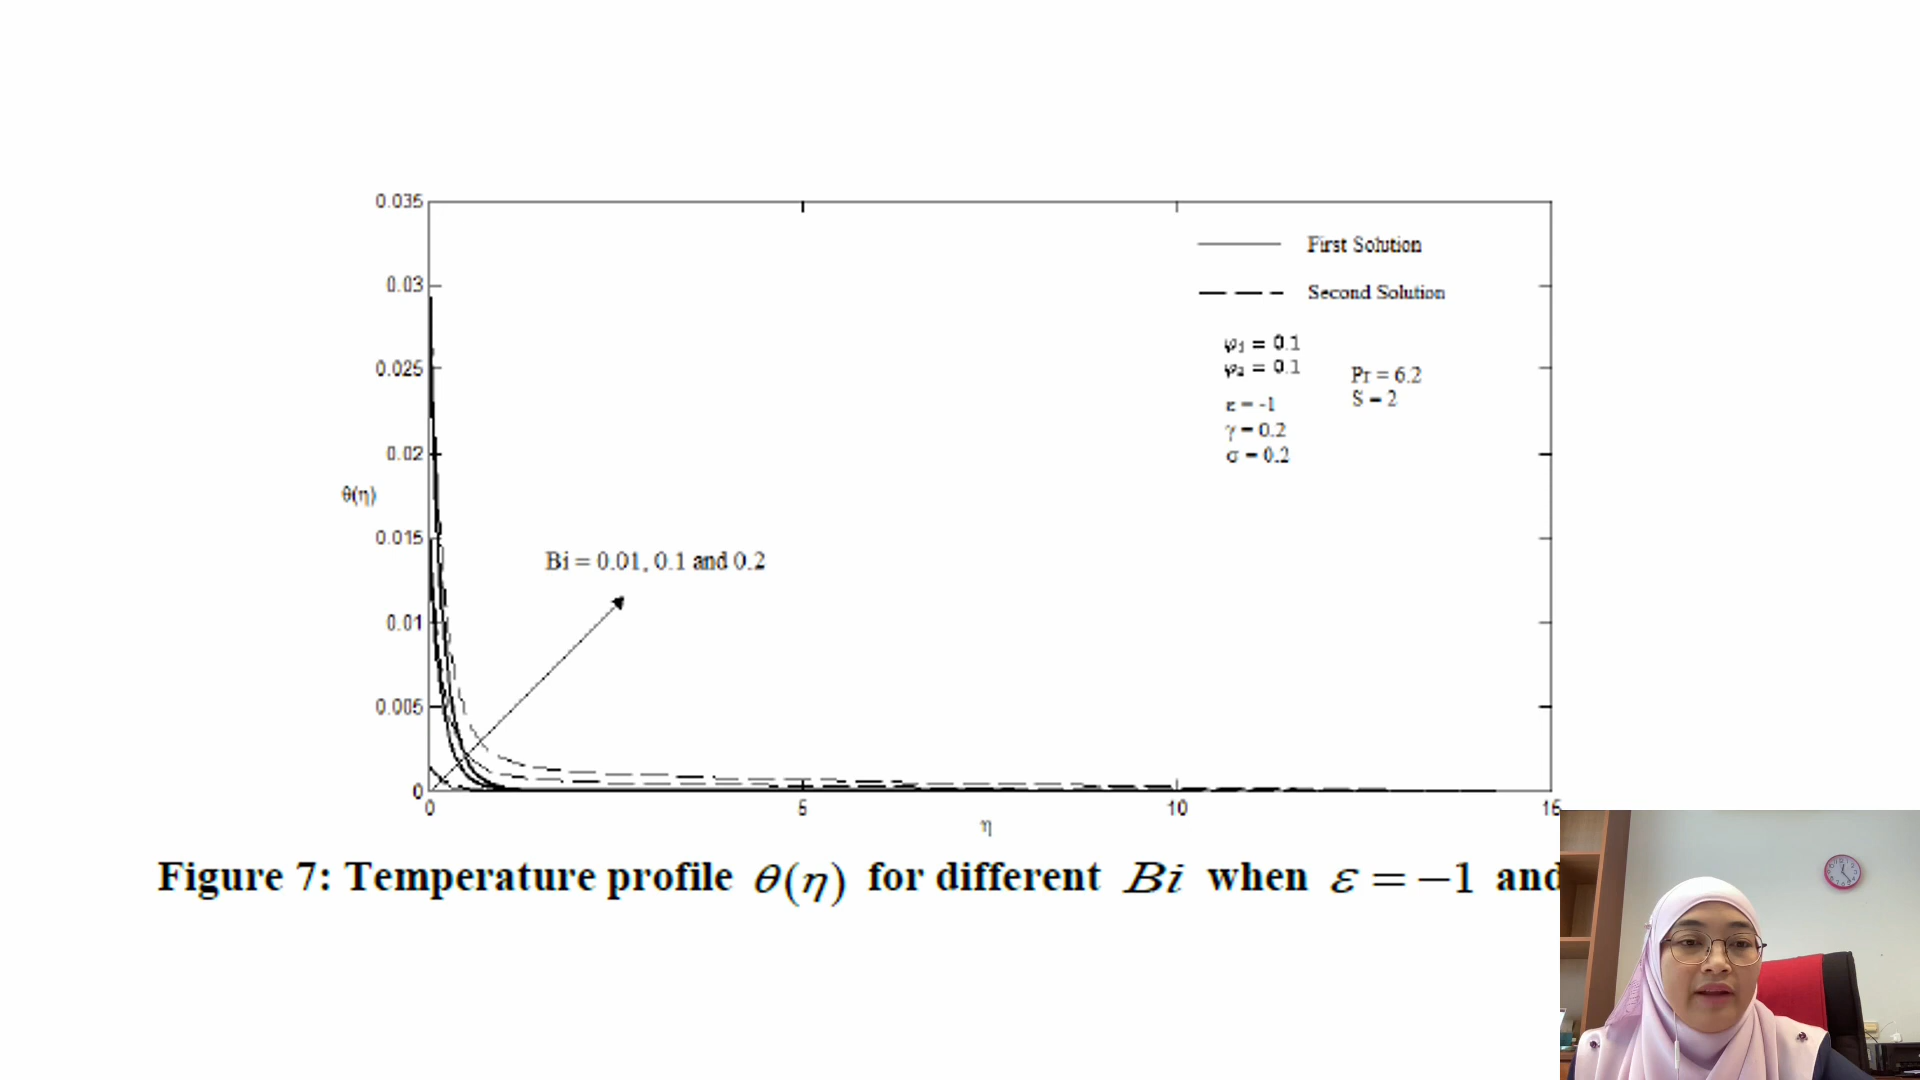 0.035
0.03
First Solution
Second Solution
φ₁ = 0.1
φ₂ = 0.1
Pr = 6.2
S = 2
0.025
ε = -1
γ = 0.2
σ = 0.2
0.02
θ(η)
0.015
Bi = 0.01, 0.1 and 0.2
0.01
0.005
0
0 5 10 15
η
Figure 7: Temperature profile θ(η) for different Bi when ε = −1 and